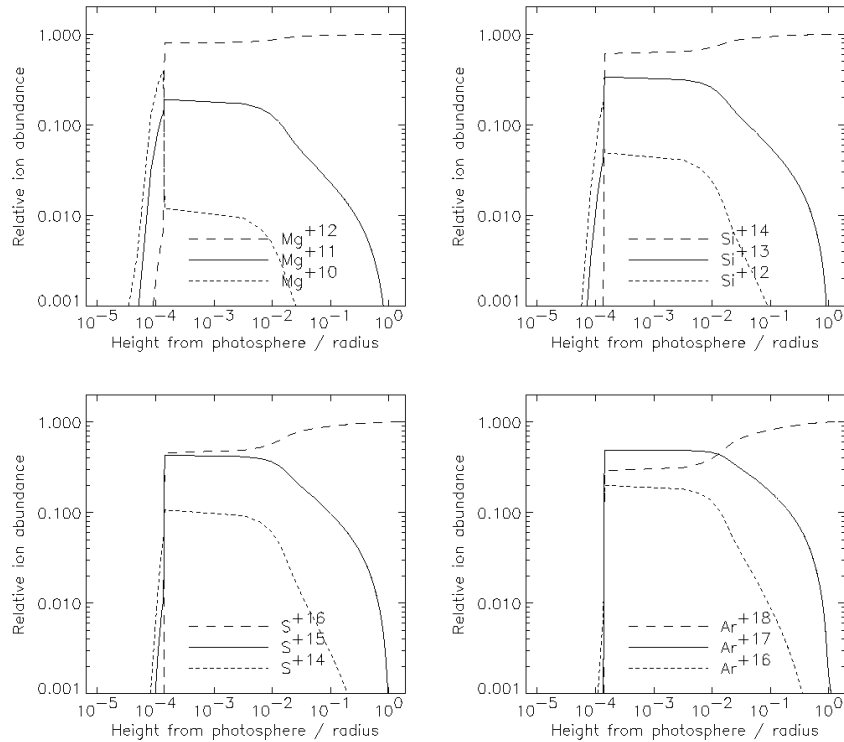 Relative ion abundance
1.000
0.100
0.010
0.001
Mg+12
Mg+11
Mg+10
10−5 10−4 10−3 10−2 10−1 100
Height from photosphere / radius
Relative ion abundance
1.000
0.100
0.010
0.001
Si+14
Si+13
Si+12
10−5 10−4 10−3 10−2 10−1 100
Height from photosphere / radius
Relative ion abundance
1.000
0.100
0.010
0.001
S+16
S+15
S+14
10−5 10−4 10−3 10−2 10−1 100
Height from photosphere / radius
Relative ion abundance
1.000
0.100
0.010
0.001
Ar+18
Ar+17
Ar+16
10−5 10−4 10−3 10−2 10−1 100
Height from photosphere / radius